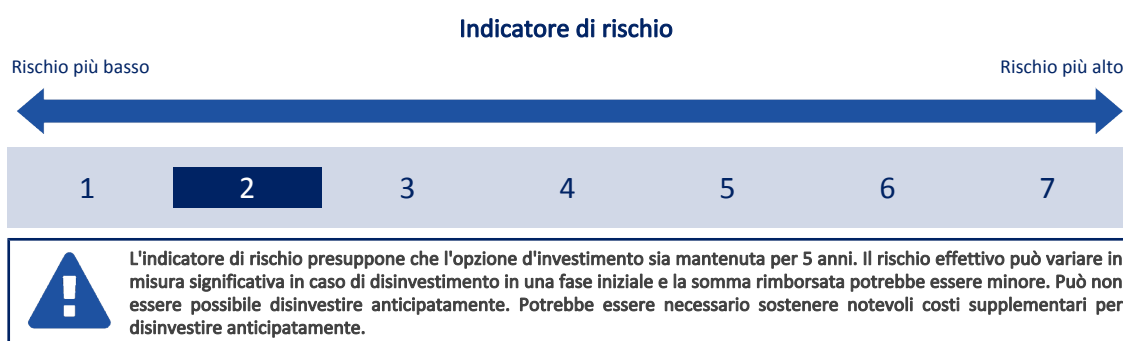 Indicatore di rischio
Rischio più basso
Rischio più alto
1 2 3 4 5 6 7
L'indicatore di rischio presuppone che l'opzione d'investimento sia mantenuta per 5 anni. Il rischio effettivo può variare in
misura significativa in caso di disinvestimento in una fase iniziale e la somma rimborsata potrebbe essere minore. Può non
essere possibile disinvestire anticipatamente. Potrebbe essere necessario sostenere notevoli costi supplementari per
disinvestire anticipatamente.